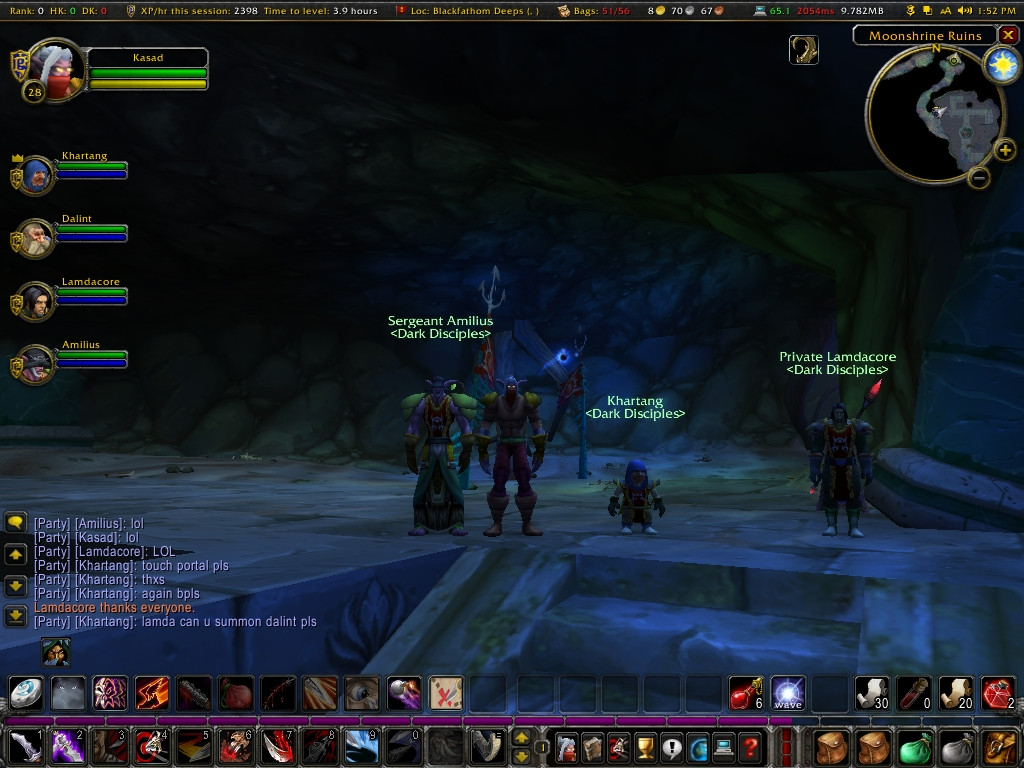 Rank: 0 HK: 0 DK: 0 XP/hr this session: 2398 Time to level: 3.9 hours Loc: Blackfathom Deeps (, ) Bags: 51/56 8 70 67 65.1 2054ms 9.782MB AA 1:52 PM
Moonshrine Ruins
N
Kasad
28
Khartang
Dalint
Lamdacore
Amilius
Sergeant Amilius
<Dark Disciples>
Private Lamdacore
<Dark Disciples>
Khartang
<Dark Disciples>
[Party] [Amilius]: lol
[Party] [Kasad]: lol
[Party] [Lamdacore]: LOL
[Party] [Khartang]: touch portal pls
[Party] [Khartang]: thxs
[Party] [Khartang]: again bpls
Lamdacore thanks everyone.
[Party] [Khartang]: lamda can u summon dalint pls
6 wave 30 0 20 2
1 2 3 4 5 6 7 8 9 0 - = 1